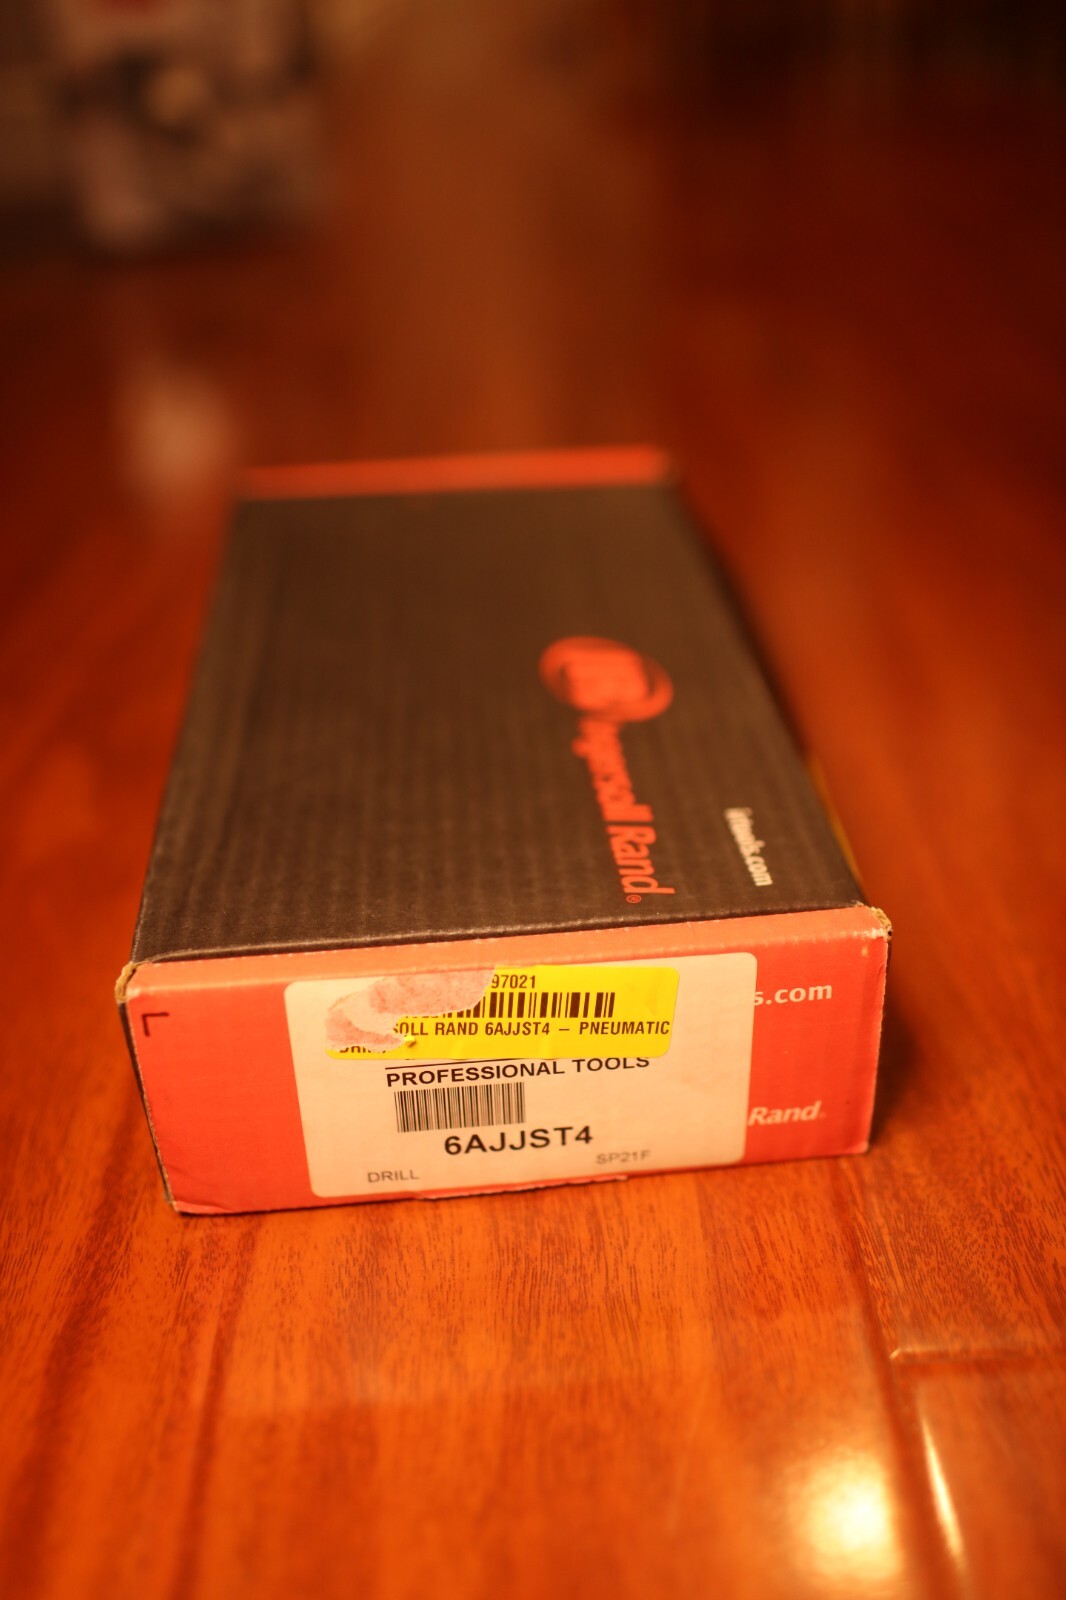 Ingersoll Rand®
irtools.com
97021
SOLL RAND 6AJJST4 – PNEUMATIC
PROFESSIONAL TOOLS
6AJJST4
DRILL
SP21F
s.com
Rand
L